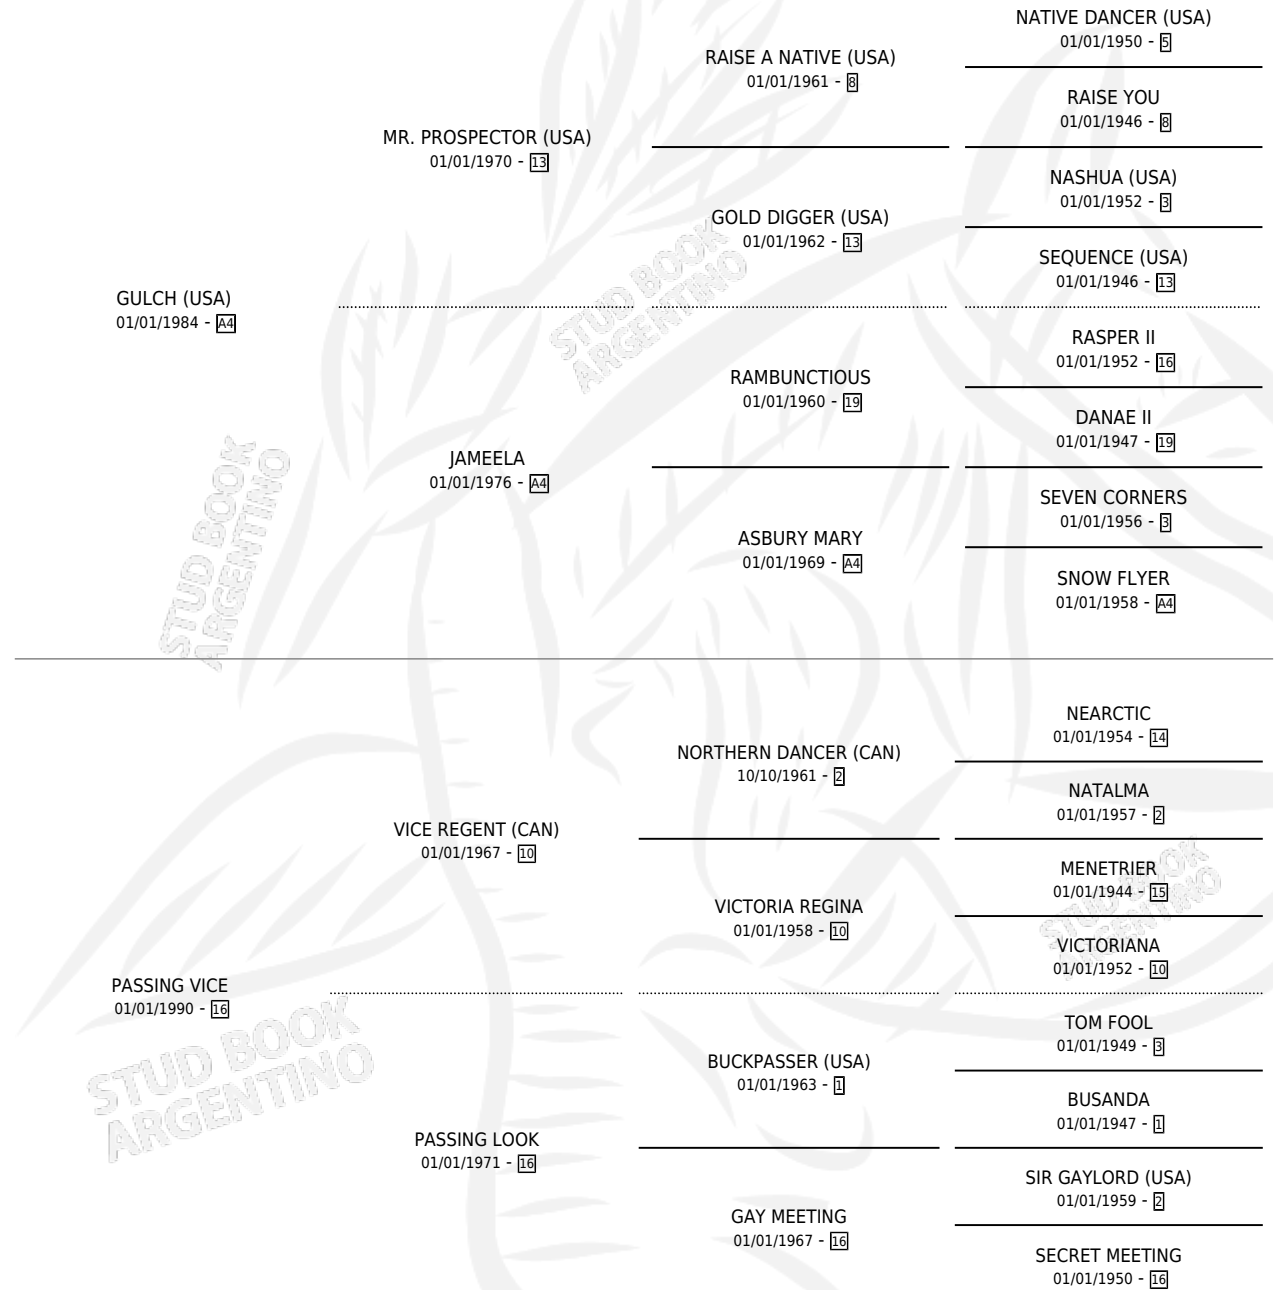 NATIVE DANCER (USA)
01/01/1950 - 5
RAISE A NATIVE (USA)
01/01/1961 - 8
RAISE YOU
01/01/1946 - 8
MR. PROSPECTOR (USA)
01/01/1970 - 13
NASHUA (USA)
01/01/1952 - 3
GOLD DIGGER (USA)
01/01/1962 - 13
SEQUENCE (USA)
01/01/1946 - 13
GULCH (USA)
01/01/1984 - A4
STUD BOOK
ARGENTINO
RASPER II
01/01/1952 - 16
RAMBUNCTIOUS
01/01/1960 - 19
DANAE II
01/01/1947 - 19
JAMEELA
01/01/1976 - A4
SEVEN CORNERS
01/01/1956 - 3
ASBURY MARY
01/01/1969 - A4
SNOW FLYER
01/01/1958 - A4
STUD BOOK
ARGENTINO
NEARCTIC
01/01/1954 - 14
NORTHERN DANCER (CAN)
10/10/1961 - 2
NATALMA
01/01/1957 - 2
VICE REGENT (CAN)
01/01/1967 - 10
MENETRIER
01/01/1944 - 15
VICTORIA REGINA
01/01/1958 - 10
VICTORIANA
01/01/1952 - 10
STUD BOOK
ARGENTINO
PASSING VICE
01/01/1990 - 16
TOM FOOL
01/01/1949 - 3
BUCKPASSER (USA)
01/01/1963 - 1
BUSANDA
01/01/1947 - 1
STUD BOOK
ARGENTINO
PASSING LOOK
01/01/1971 - 16
SIR GAYLORD (USA)
01/01/1959 - 2
GAY MEETING
01/01/1967 - 16
SECRET MEETING
01/01/1950 - 16